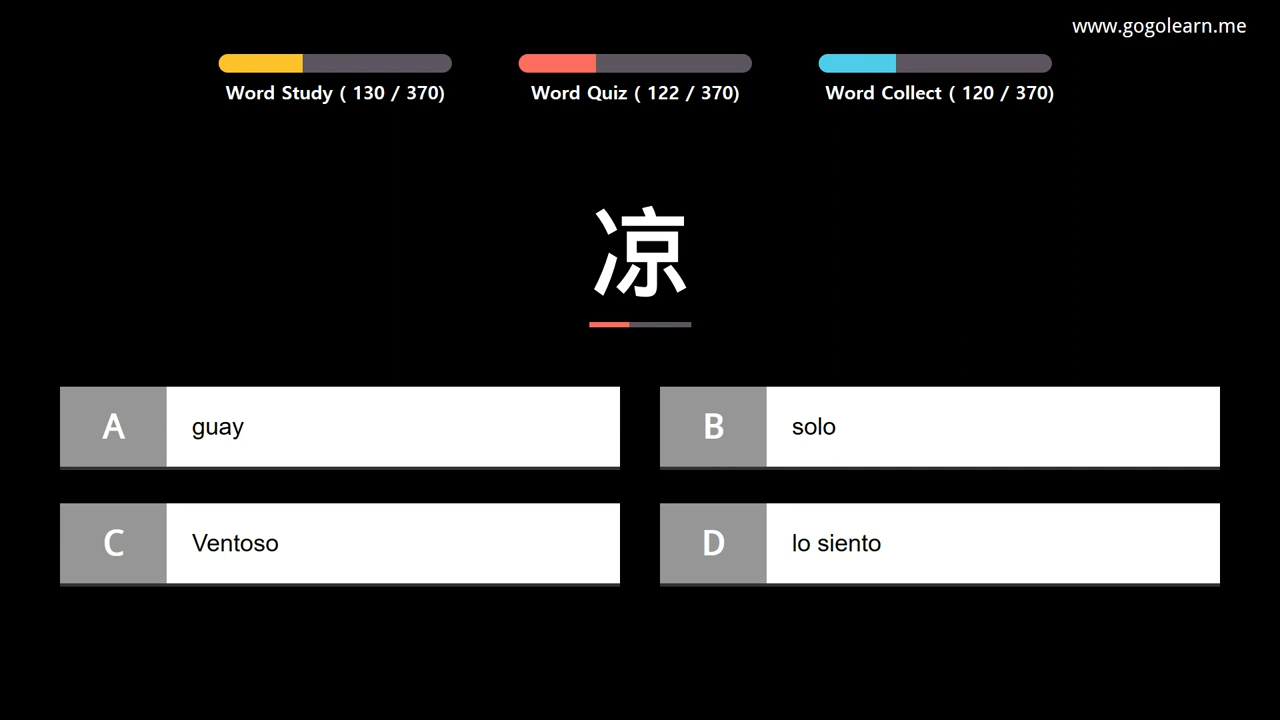 www.gogolearn.me
Word Study ( 130 / 370)
Word Quiz ( 122 / 370)
Word Collect ( 120 / 370)
凉
A guay
B solo
C Ventoso
D lo siento